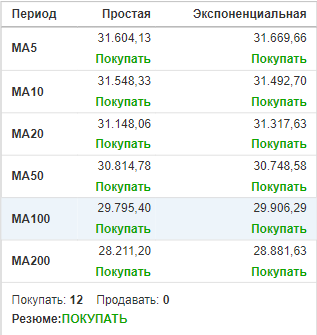 Период Простая Экспоненциальная
MA5 31.604,13 31.669,66
Покупать Покупать
MA10 31.548,33 31.492,70
Покупать Покупать
MA20 31.148,06 31.317,63
Покупать Покупать
MA50 30.814,78 30.748,58
Покупать Покупать
MA100 29.795,40 29.906,29
Покупать Покупать
MA200 28.211,20 28.881,63
Покупать Покупать
Покупать: 12 Продавать: 0
Резюме:ПОКУПАТЬ